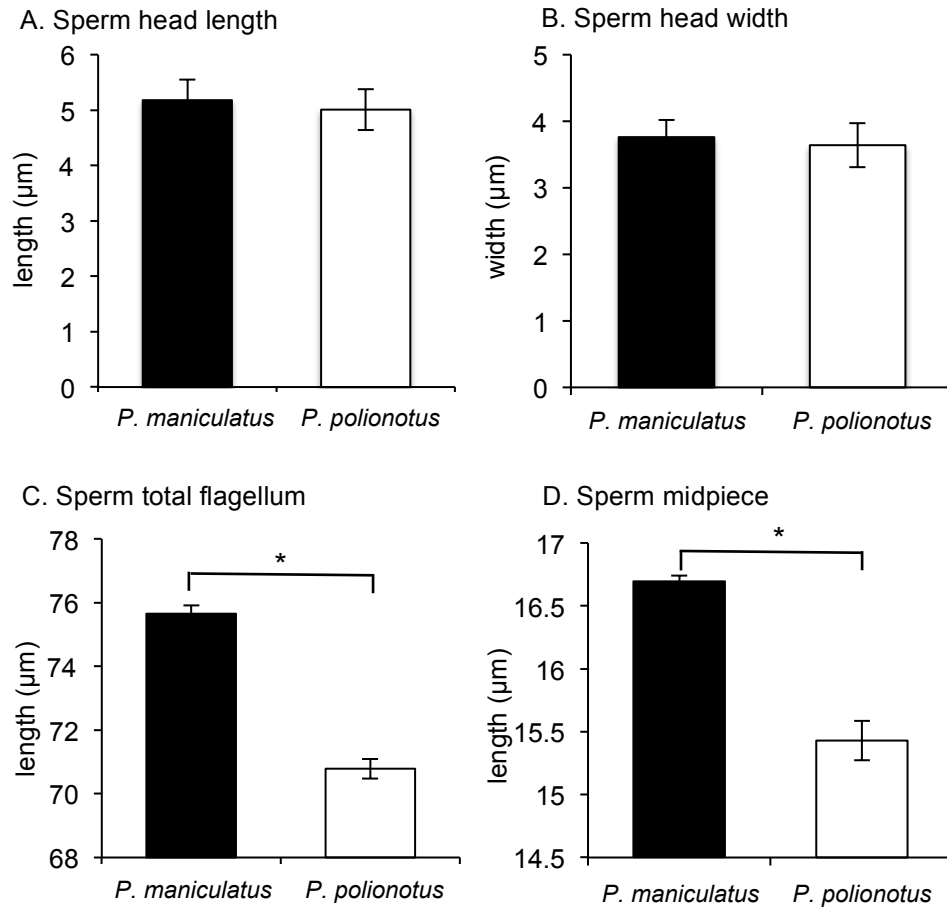 A. Sperm head length
6
5
4
3
2
1
0
length (µm)
P. maniculatus
P. polionotus
B. Sperm head width
5
4
3
2
1
0
width (µm)
P. maniculatus
P. polionotus
C. Sperm total flagellum
78
76
74
72
70
68
length (µm)
*
P. maniculatus
P. polionotus
D. Sperm midpiece
17
16.5
16
15.5
15
14.5
length (µm)
*
P. maniculatus
P. polionotus